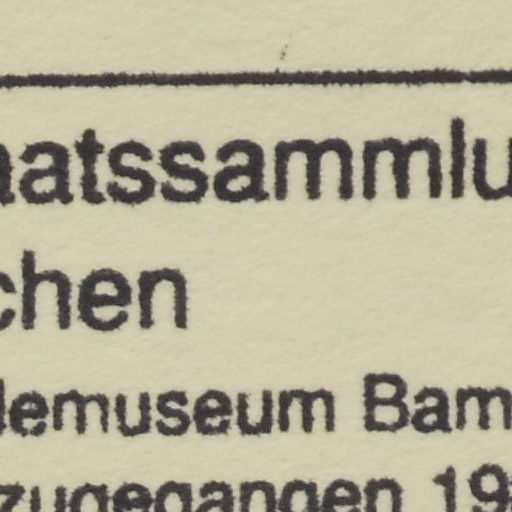 aatssammlu
chen
lemuseum Bam
zugegangen 19